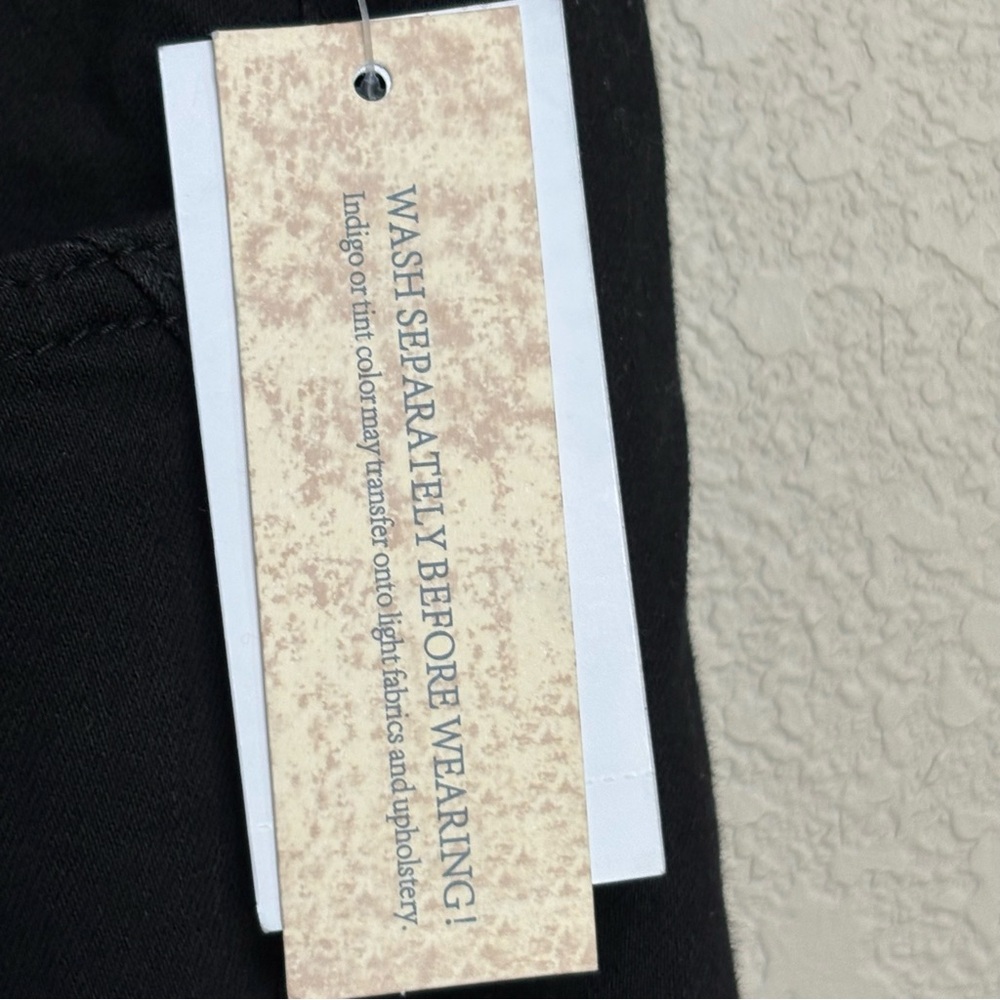 WASH SEPARATELY BEFORE WEARING!
Indigo or tint color may transfer onto light fabrics and upholstery.